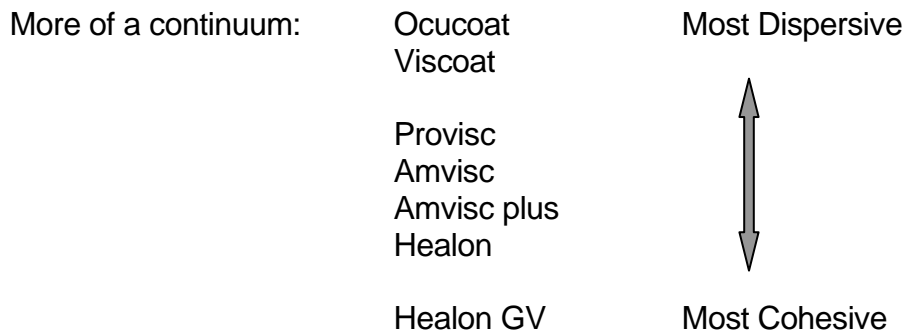 More of a continuum: Ocucoat Most Dispersive
Viscoat
Provisc
Amvisc
Amvisc plus
Healon
Healon GV Most Cohesive